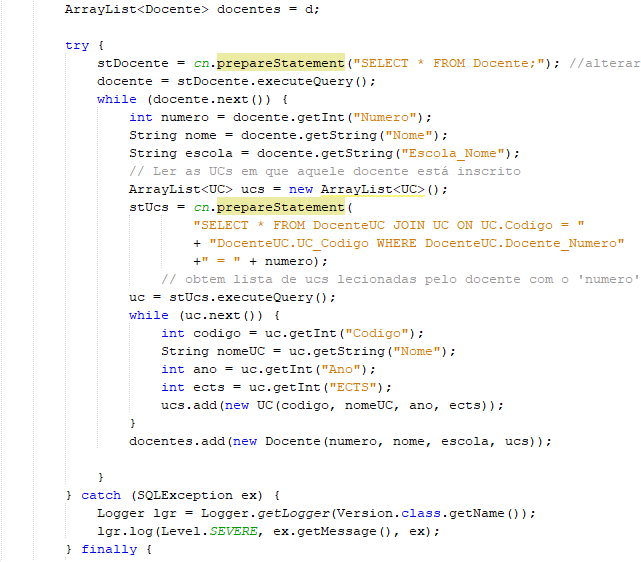 ArrayList<Docente> docentes = d;
try {
stDocente = cn.prepareStatement("SELECT * FROM Docente;"); //alterar
docente = stDocente.executeQuery();
while (docente.next()) {
int numero = docente.getInt("Numero");
String nome = docente.getString("Nome");
String escola = docente.getString("Escola_Nome");
// Ler as UCs em que aquele docente está inscrito
ArrayList<UC> ucs = new ArrayList<UC>();
stUcs = cn.prepareStatement(
"SELECT * FROM DocenteUC JOIN UC ON UC.Codigo = "
+ "DocenteUC.UC_Codigo WHERE DocenteUC.Docente_Numero"
+" = " + numero);
// obtem lista de ucs lecionadas pelo docente com o 'numero'
uc = stUcs.executeQuery();
while (uc.next()) {
int codigo = uc.getInt("Codigo");
String nomeUC = uc.getString("Nome");
int ano = uc.getInt("Ano");
int ects = uc.getInt("ECTS");
ucs.add(new UC(codigo, nomeUC, ano, ects));
}
docentes.add(new Docente(numero, nome, escola, ucs));
}
} catch (SQLException ex) {
Logger lgr = Logger.getLogger(Version.class.getName());
lgr.log(Level.SEVERE, ex.getMessage(), ex);
} finally {